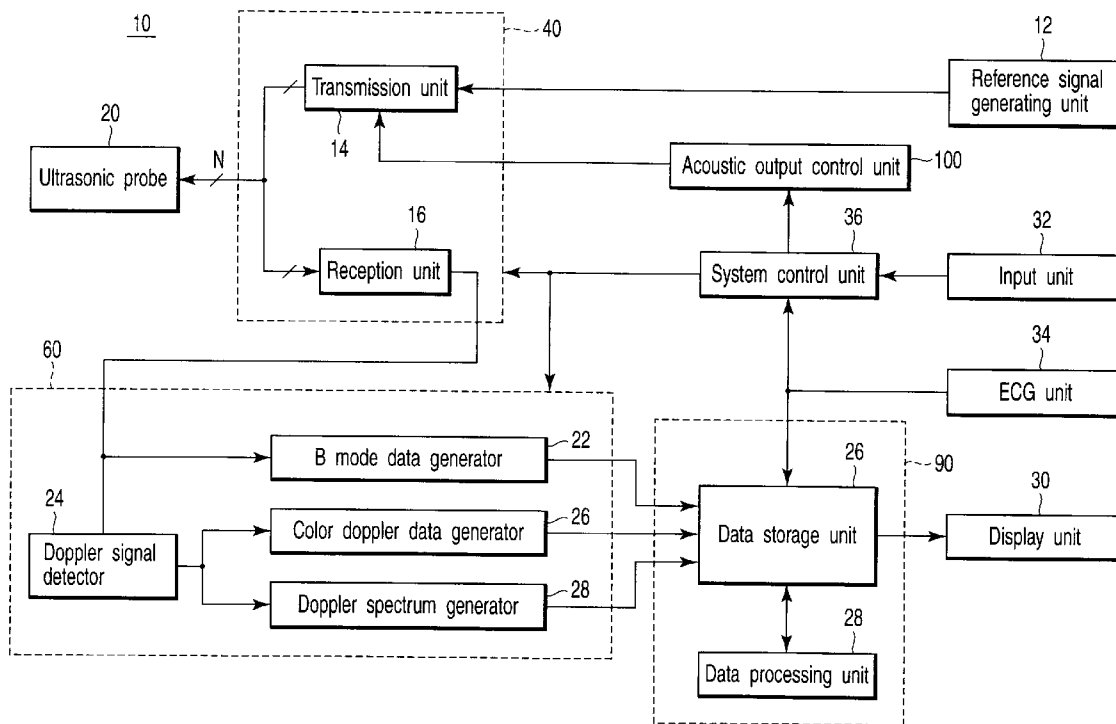 10
40
12
Transmission unit
Reference signal
generating unit
20
14
N
Ultrasonic probe
Acoustic output control unit
100
16
36
32
Reception unit
System control unit
Input unit
60
34
ECG unit
22
90
B mode data generator
26
30
24
Color doppler data generator
26
Data storage unit
Display unit
Doppler signal
detector
28
Doppler spectrum generator
28
Data processing unit